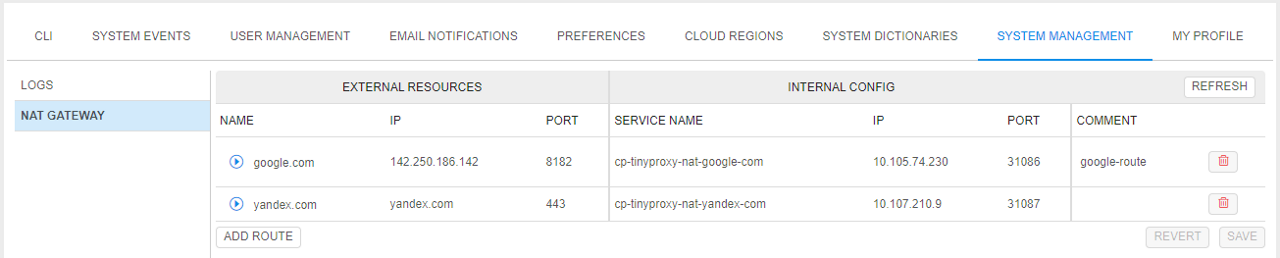 CLI SYSTEM EVENTS USER MANAGEMENT EMAIL NOTIFICATIONS PREFERENCES CLOUD REGIONS SYSTEM DICTIONARIES SYSTEM MANAGEMENT MY PROFILE
LOGS
NAT GATEWAY
EXTERNAL RESOURCES INTERNAL CONFIG REFRESH
NAME IP PORT SERVICE NAME IP PORT COMMENT
google.com 142.250.186.142 8182 cp-tinyproxy-nat-google-com 10.105.74.230 31086 google-route
yandex.com yandex.com 443 cp-tinyproxy-nat-yandex-com 10.107.210.9 31087
ADD ROUTE REVERT SAVE